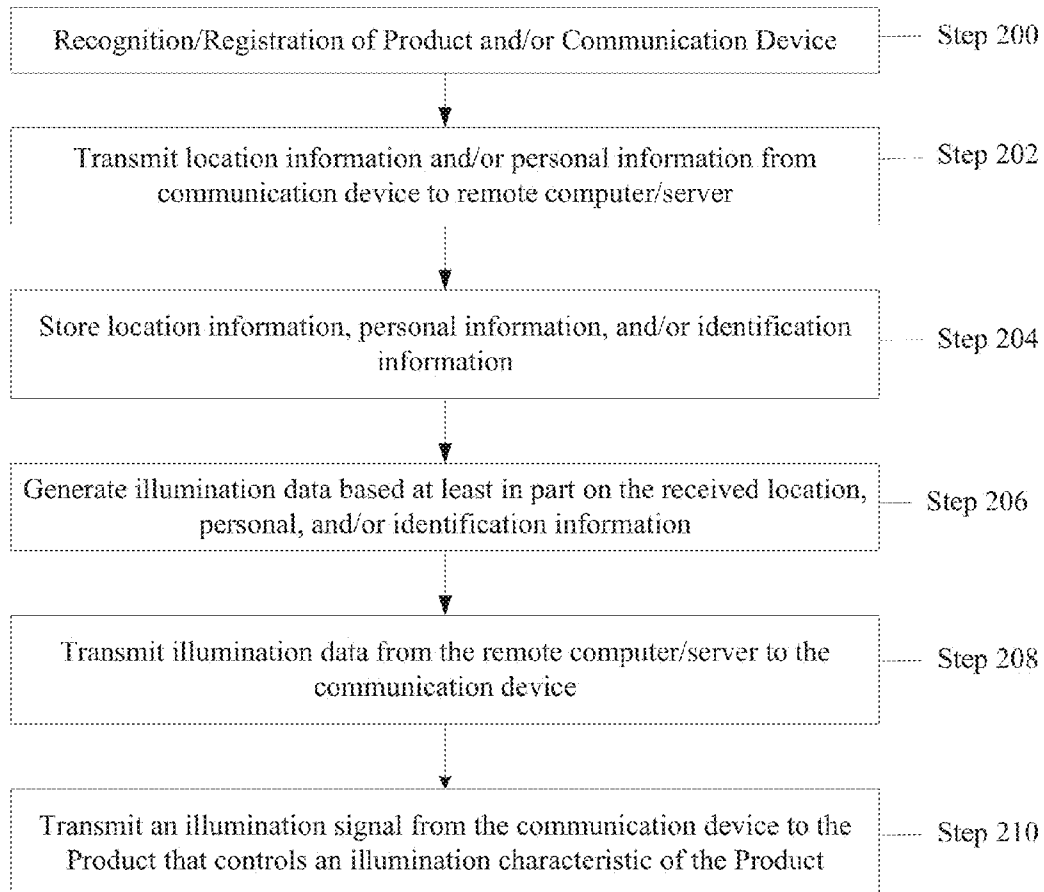 Recognition/Registration of Product and/or Communication Device
Step 200
Transmit location information and/or personal information from
communication device to remote computer/server
Step 202
Store location information, personal information, and/or identification
information
Step 204
Generate illumination data based at least in part on the received location,
personal, and/or identification information
Step 206
Transmit illumination data from the remote computer/server to the
communication device
Step 208
Transmit an illumination signal from the communication device to the
Product that controls an illumination characteristic of the Product
Step 210